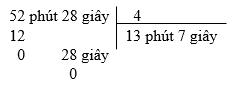 52 phút 28 giây 4
12 13 phút 7 giây
0 28 giây
0